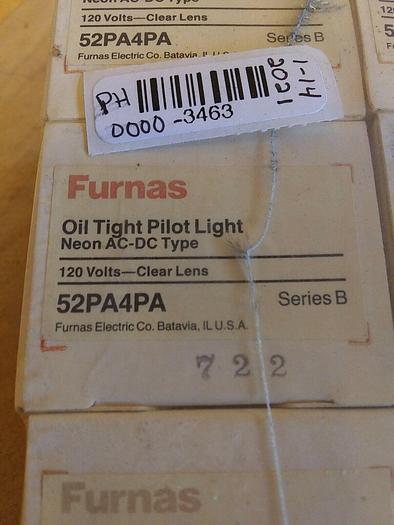 Neon AC-DC Type
120 Volts—Clear Lens
52PA4PA Series B
Furnas Electric Co. Batavia, IL U.S.A.
PH
0000 -3463
1-14
2021
Furnas
Oil Tight Pilot Light
Neon AC-DC Type
120 Volts—Clear Lens
52PA4PA Series B
Furnas Electric Co. Batavia, IL U.S.A.
7 2 2
Furnas